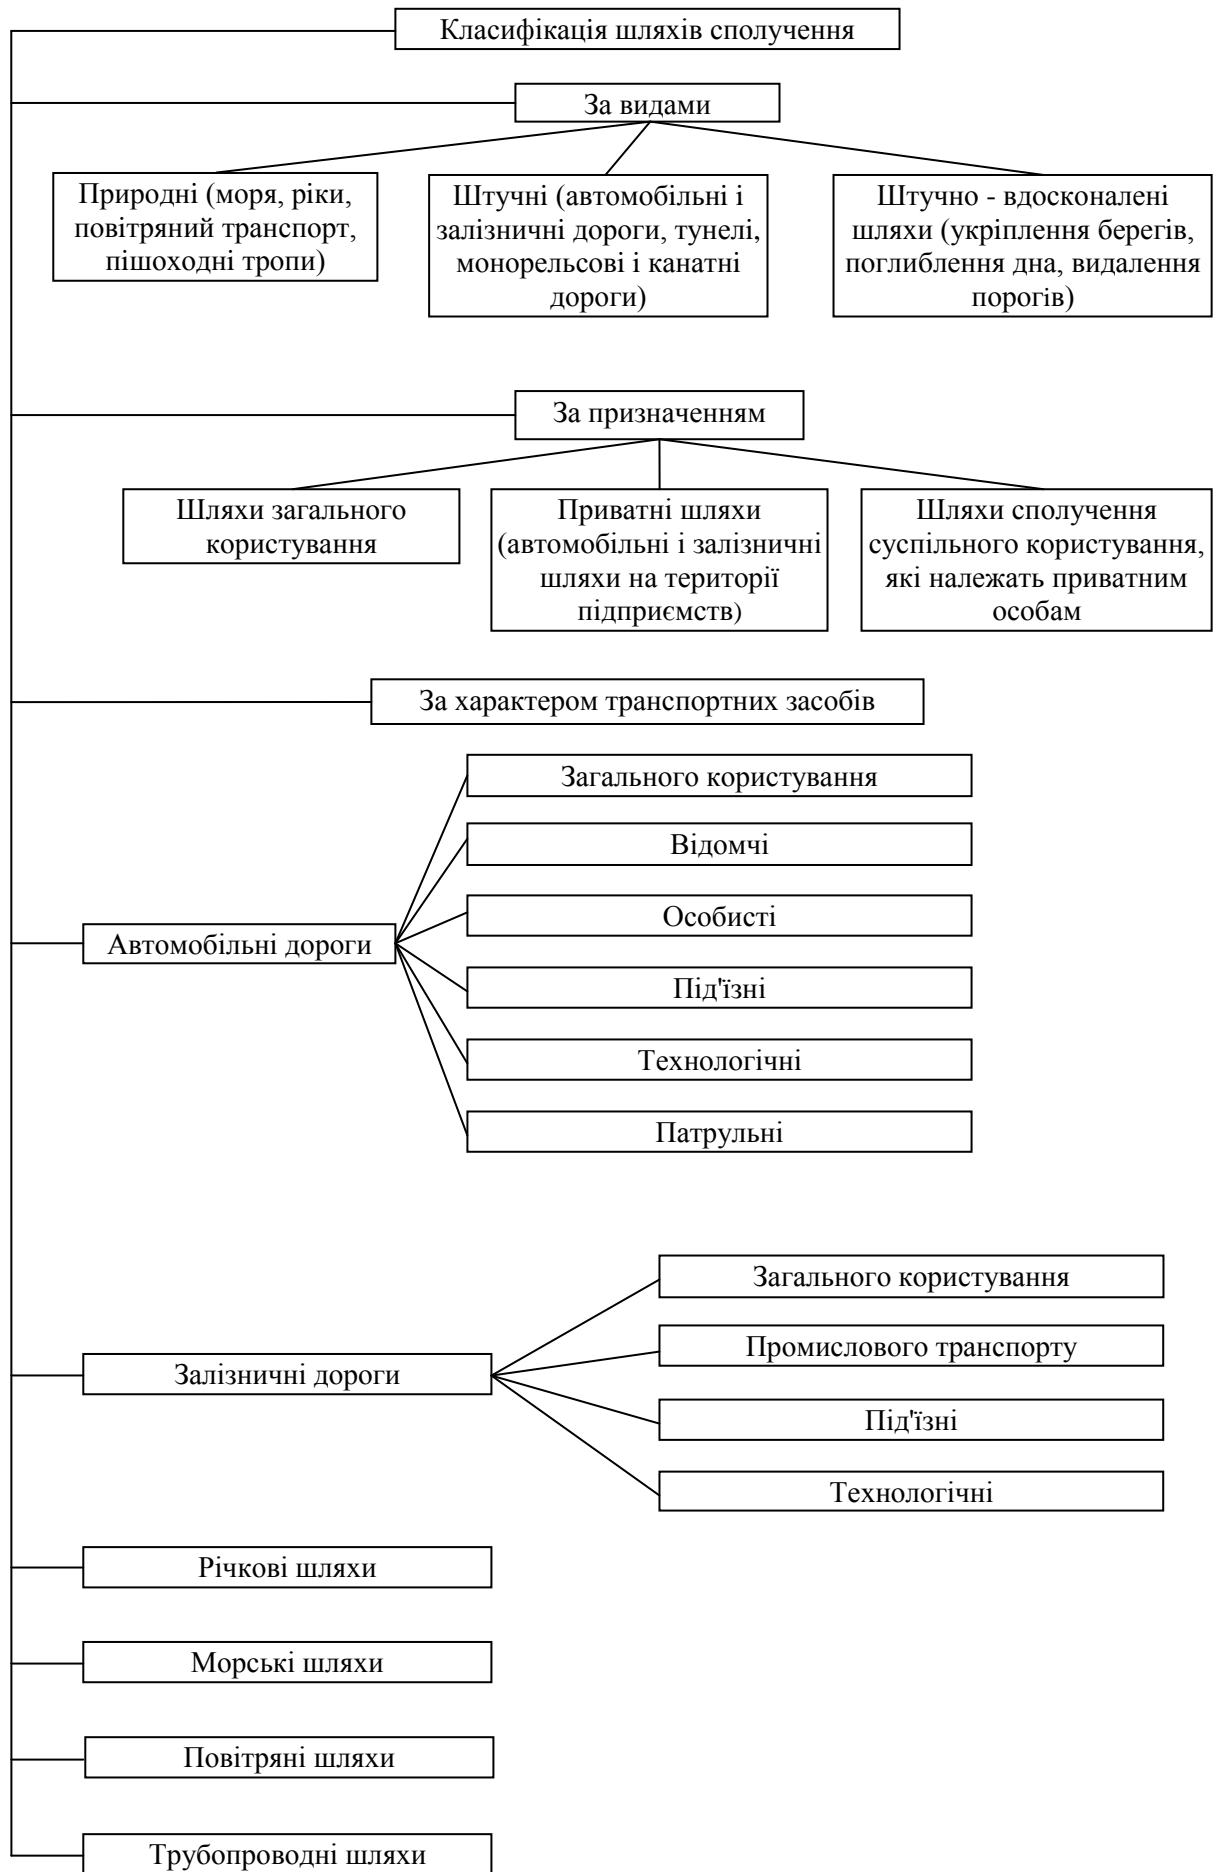 Класифікація шляхів сполучення
За видами
Природні (моря, ріки,
повітряний транспорт,
пішоходні тропи)
Штучні (автомобільні і
залізничні дороги, тунелі,
монорельсові і канатні
дороги)
Штучно - вдосконалені
шляхи (укріплення берегів,
поглиблення дна, видалення
порогів)
За призначенням
Шляхи загального
користування
Приватні шляхи
(автомобільні і залізничні
шляхи на території
підприємств)
Шляхи сполучення
суспільного користування,
які належать приватним
особам
За характером транспортних засобів
Загального користування
Відомчі
Особисті
Автомобільні дороги
Під'їзні
Технологічні
Патрульні
Загального користування
Промислового транспорту
Залізничні дороги
Під'їзні
Технологічні
Річкові шляхи
Морські шляхи
Повітряні шляхи
Трубопроводні шляхи